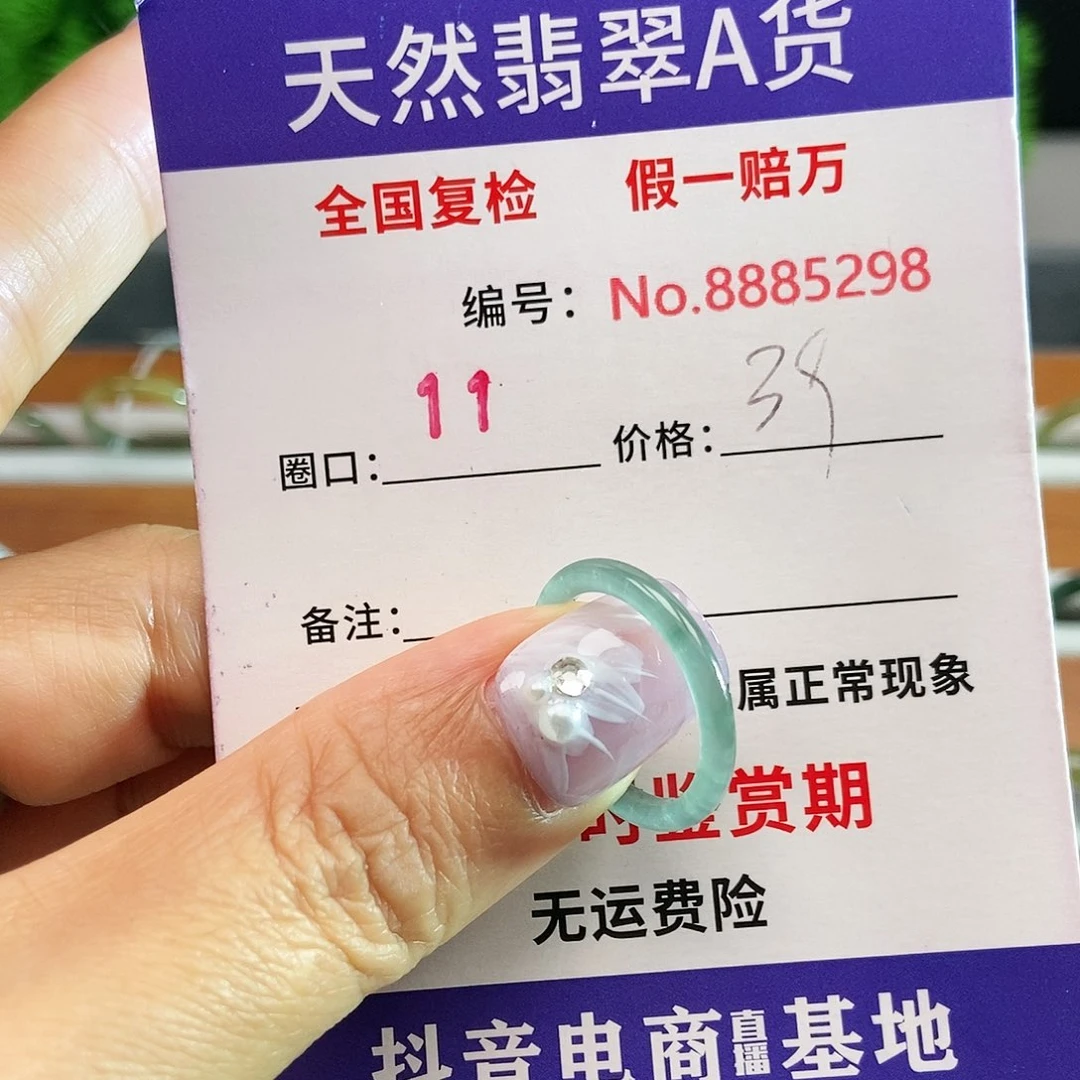 天然翡翠A货
全国复检 假一赔万
编号：No.8885298
圈口：11 价格：39
备注：
属正常现象
时鉴赏期
无运费险
抖音电商直播基地